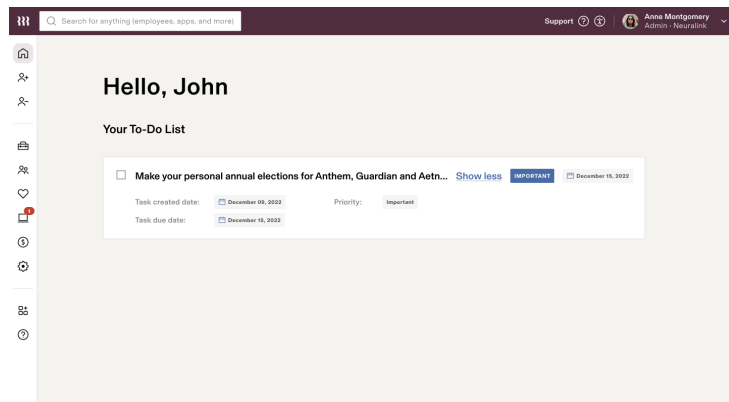 Search for anything (employees, apps, and more)
Support
Anne Montgomery
Admin · Neuralink
Hello, John
Your To-Do List
Make your personal annual elections for Anthem, Guardian and Aetn... Show less IMPORTANT December 15, 2022
Task created date: December 09, 2022 Priority: Important
Task due date: December 15, 2022
1